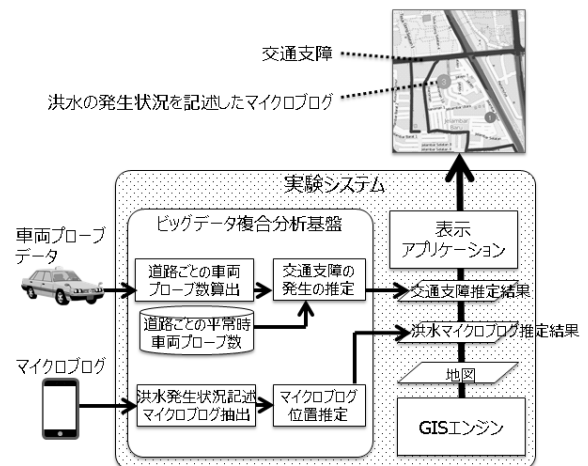 交通支障
洪水の発生状況を記述したマイクロブログ
実験システム
ビッグデータ複合分析基盤
車両プローブ
データ
道路ごとの車両
プローブ数算出
交通支障の
発生の推定
道路ごとの平常時
車両プローブ数
マイクロブログ
洪水発生状況記述
マイクロブログ抽出
マイクロブログ
位置推定
表示
アプリケーション
交通支障推定結果
洪水マイクロブログ推定結果
地図
GISエンジン